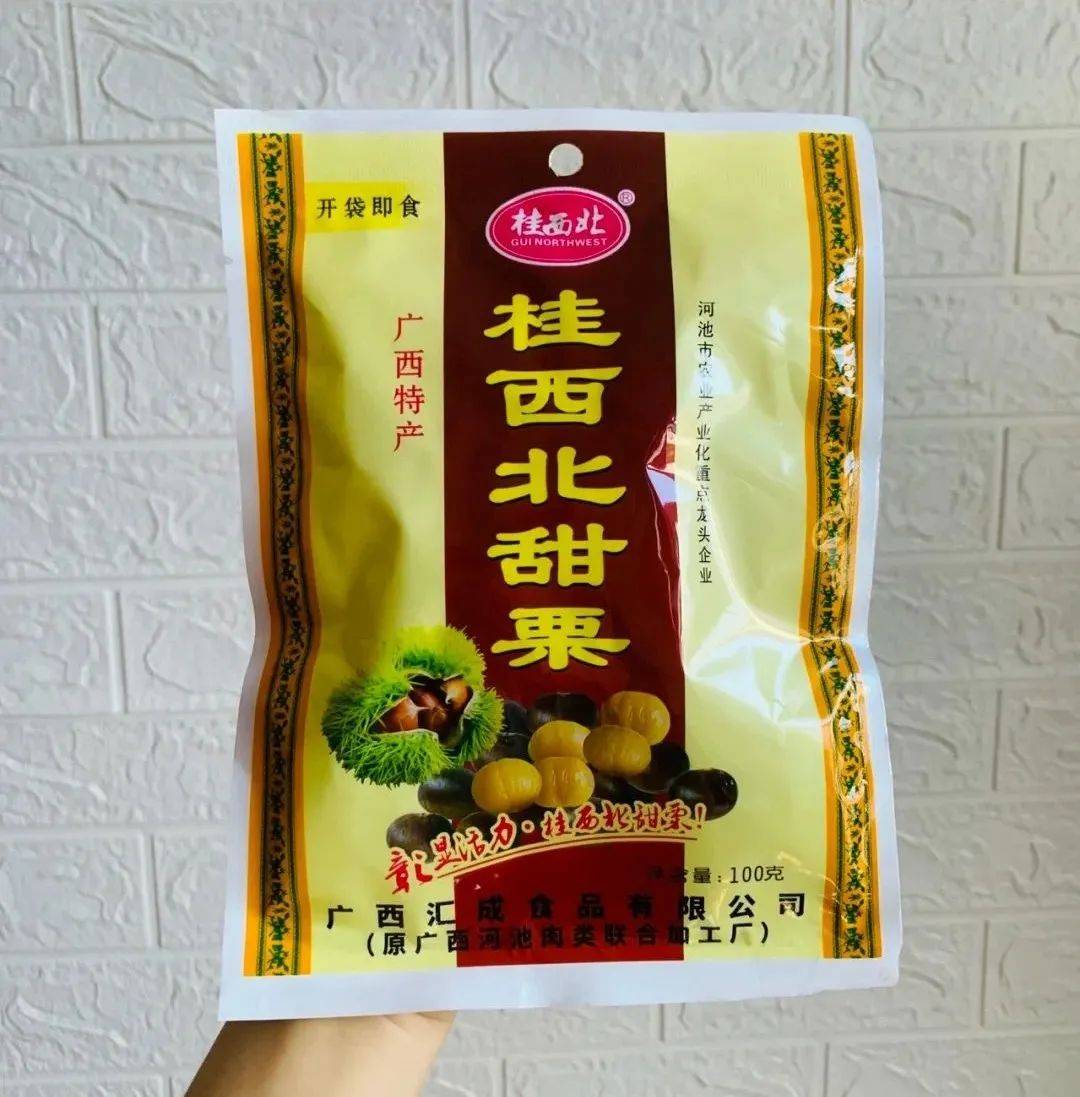 开袋即食
桂西北®
GUI NORTHWEST
广西特产
桂西北甜栗
河池市农业产业化重点龙头企业
彰显活力·桂西北甜栗!
净含量:100克
广西汇成食品有限公司
(原广西河池肉类联合加工厂)